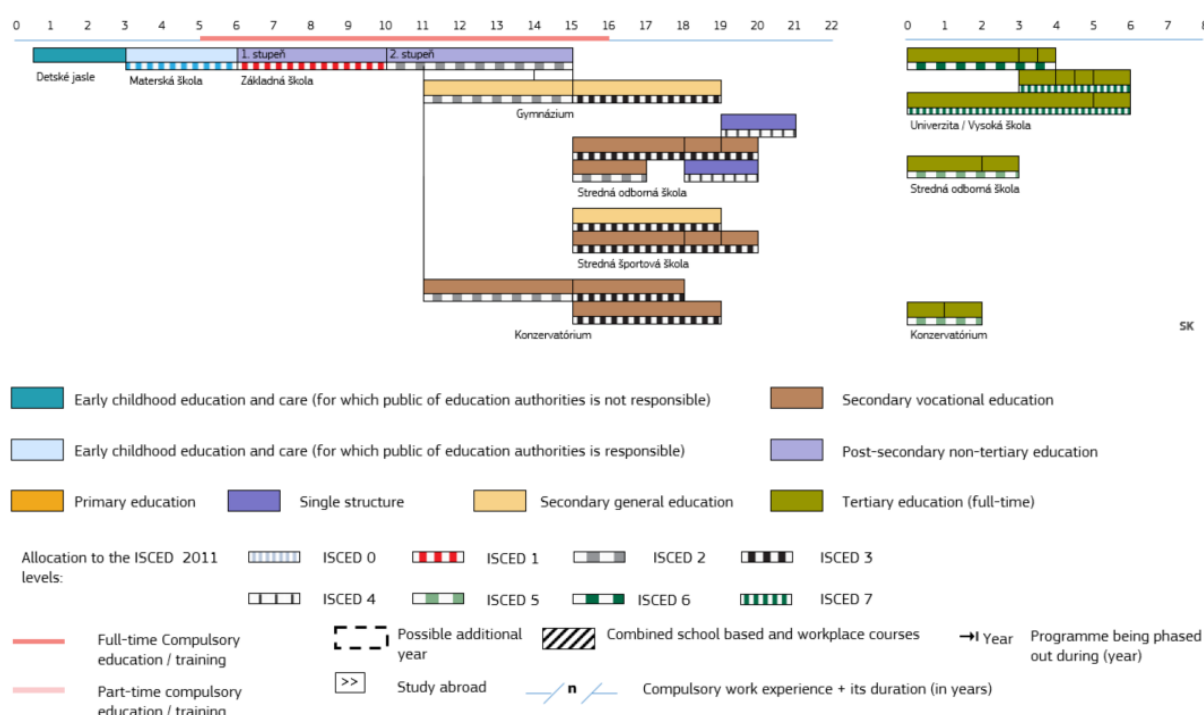 0 1 2 3 4 5 6 7 8 9 10 11 12 13 14 15 16 17 18 19 20 21 22
0 1 2 3 4 5 6 7 8
1. stupeň
2. stupeň
Detské jasle
Materská škola
Základná škola
Gymnázium
Univerzita / Vysoká škola
Stredná odborná škola
Stredná odborná škola
Stredná športová škola
Konzervatórium
Konzervatórium
SK
Early childhood education and care (for which public of education authorities is not responsible)
Secondary vocational education
Early childhood education and care (for which public of education authorities is responsible)
Post-secondary non-tertiary education
Primary education
Single structure
Secondary general education
Tertiary education (full-time)
Allocation to the ISCED 2011
levels:
ISCED 0
ISCED 1
ISCED 2
ISCED 3
ISCED 4
ISCED 5
ISCED 6
ISCED 7
Full-time Compulsory
education / training
Possible additional
year
Combined school based and workplace courses
Year
Programme being phased
out during (year)
Part-time compulsory
education / training
>>
Study abroad
n
Compulsory work experience + its duration (in years)